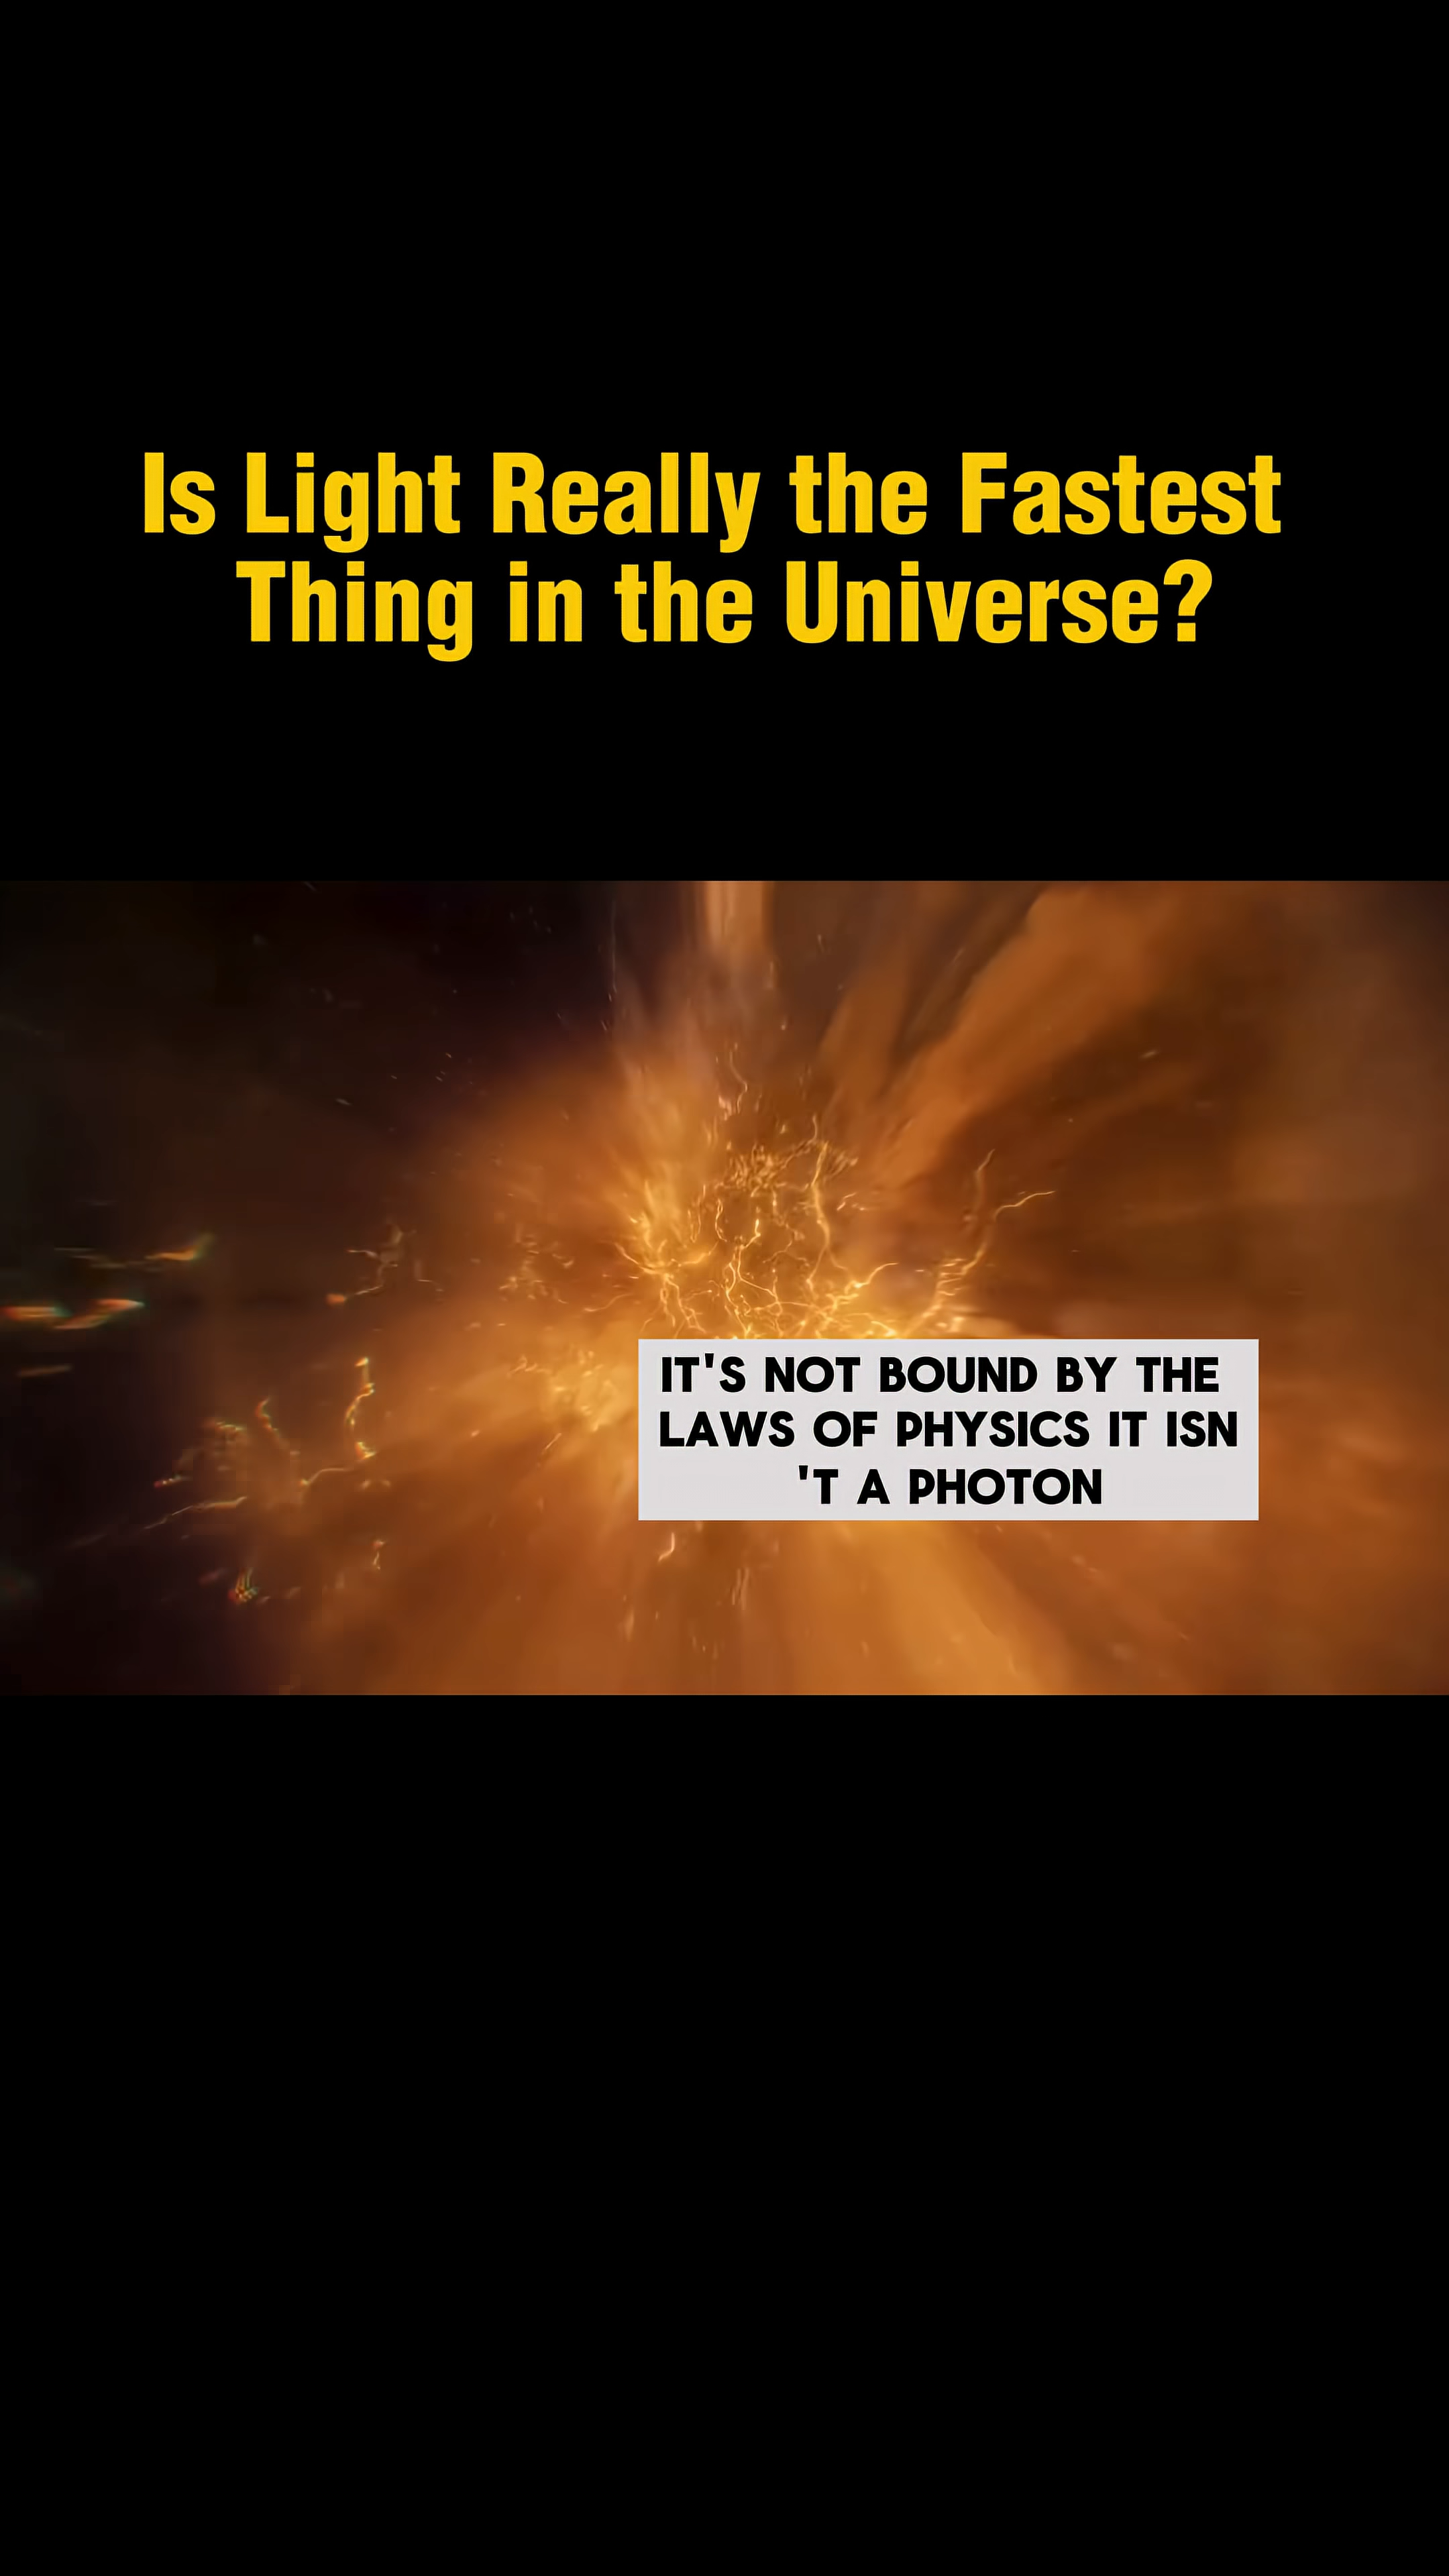 Is Light Really the Fastest
Thing in the Universe?
IT'S NOT BOUND BY THE
LAWS OF PHYSICS IT ISN
'T A PHOTON